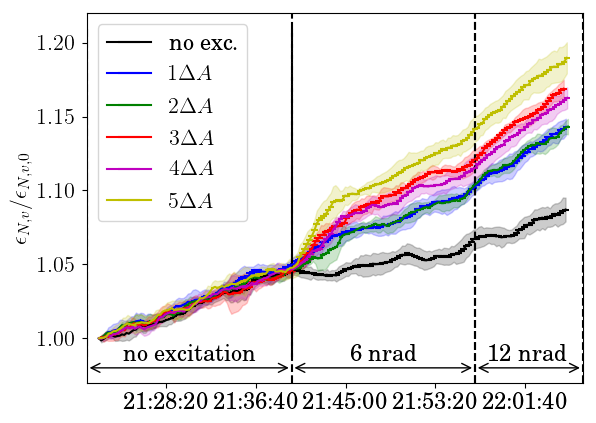 1.20
1.15
1.10
1.05
1.00
ϵ_{N,v}/ϵ_{N,v,0}
no exc.
1ΔA
2ΔA
3ΔA
4ΔA
5ΔA
no excitation
6 nrad
12 nrad
21:28:20 21:36:40 21:45:00 21:53:20 22:01:40